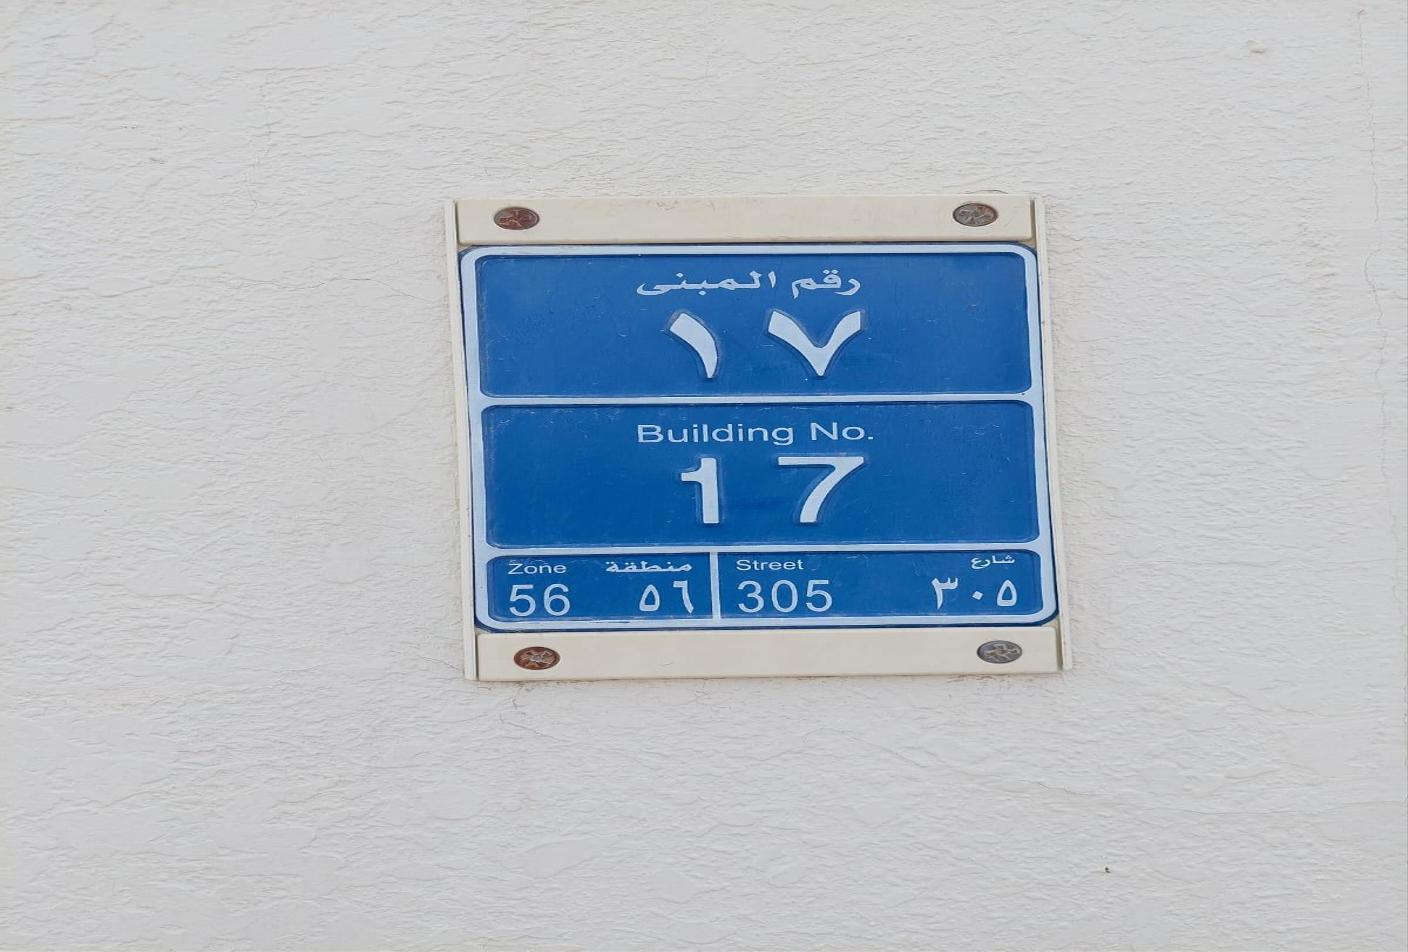 رقم المبنى
١٧
Building No.
17
Zone منطقة
56 ٥٦
Street شارع
305 ٣٠٥